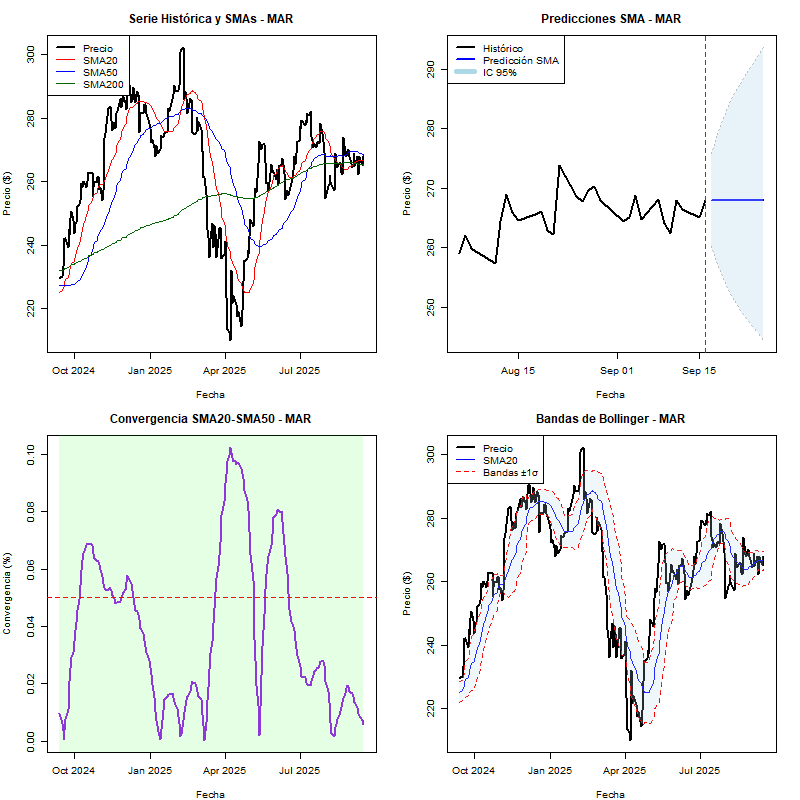 Serie Histórica y SMAs - MAR
Precio
SMA20
SMA50
SMA200
Precio ($)
300
280
260
240
220
Oct 2024
Jan 2025
Apr 2025
Jul 2025
Fecha
Predicciones SMA - MAR
Histórico
Predicción SMA
IC 95%
Precio ($)
290
280
270
260
250
Aug 15
Sep 01
Sep 15
Fecha
Convergencia SMA20-SMA50 - MAR
Convergencia (%)
0.10
0.08
0.06
0.04
0.02
0.00
Oct 2024
Jan 2025
Apr 2025
Jul 2025
Fecha
Bandas de Bollinger - MAR
Precio
SMA20
Bandas ±1σ
Precio ($)
300
280
260
240
220
Oct 2024
Jan 2025
Apr 2025
Jul 2025
Fecha